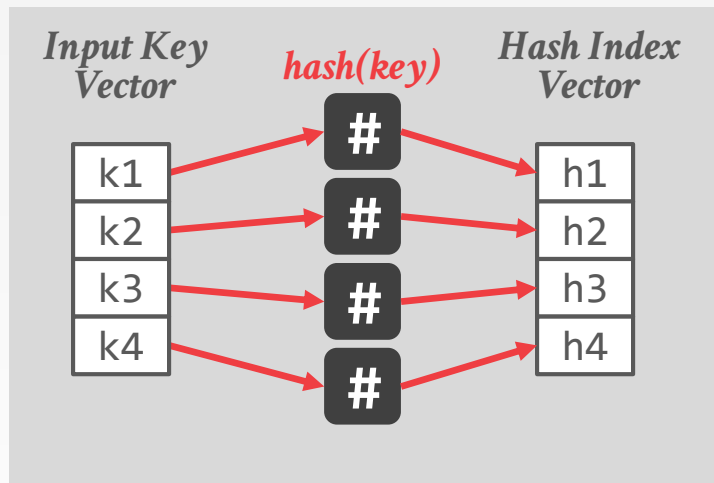 Input Key
Vector
hash(key)
Hash Index
Vector
k1
k2
k3
k4
#
#
#
#
h1
h2
h3
h4